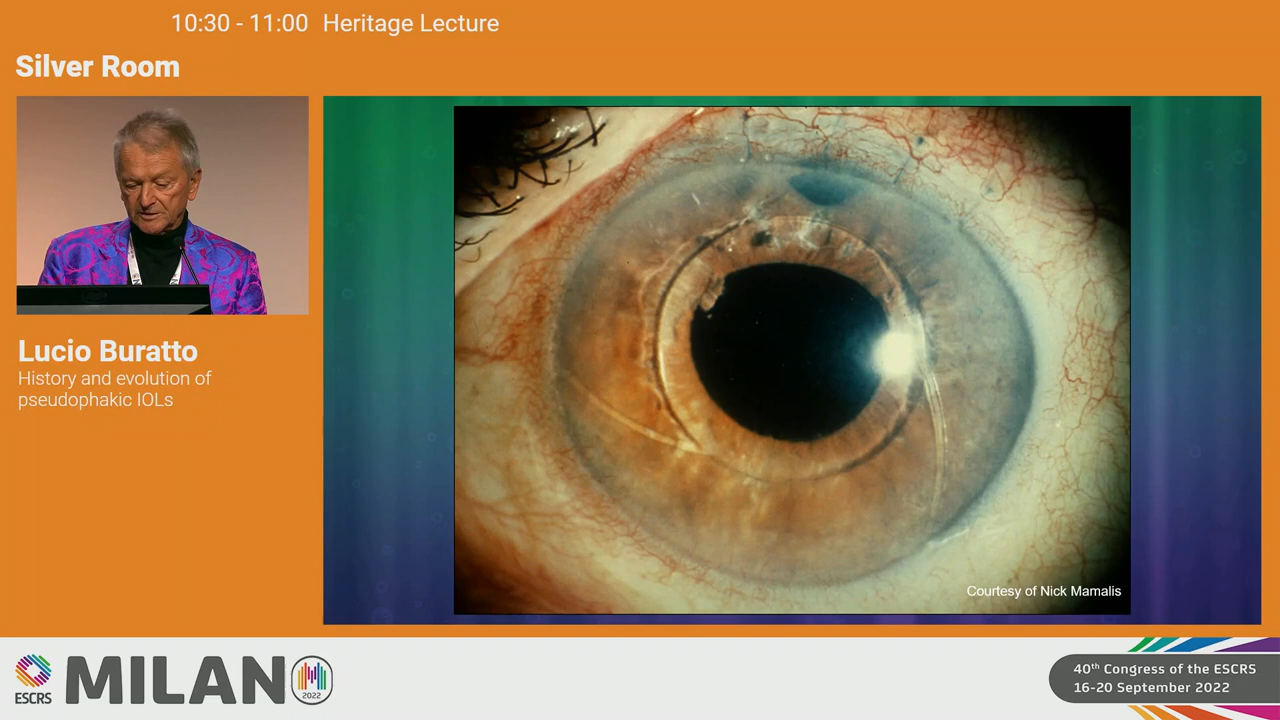 10:30 - 11:00 Heritage Lecture
Silver Room
Lucio Buratto
History and evolution of
pseudophakic IOLs
Courtesy of Nick Mamalis
ESCRS
MILANO
2022
40th Congress of the ESCRS
16-20 September 2022